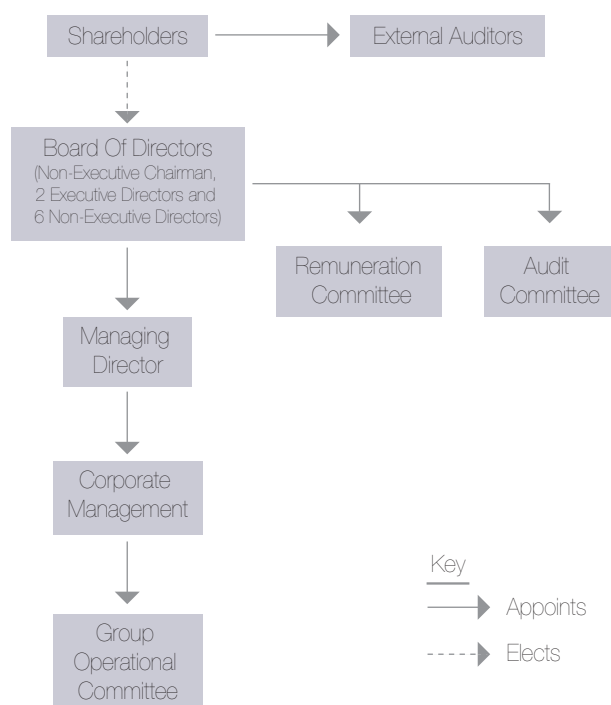 Shareholders
External Auditors
Board Of Directors
(Non-Executive Chairman,
2 Executive Directors and
6 Non-Executive Directors)
Remuneration
Committee
Audit
Committee
Managing
Director
Corporate
Management
Group
Operational
Committee
Key
Appoints
Elects